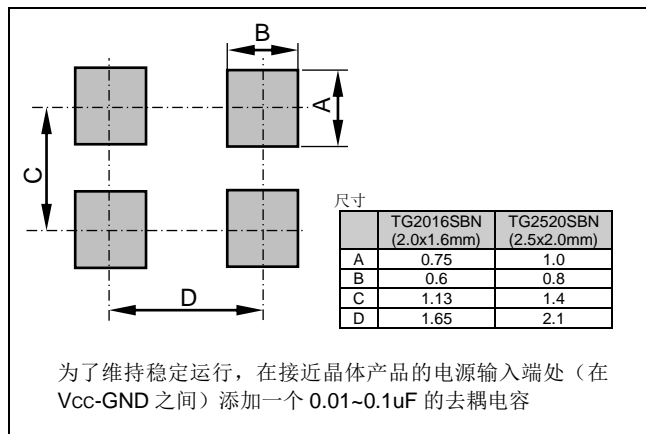 B
A
C
D
尺寸
TG2016SBN TG2520SBN
(2.0x1.6mm) (2.5x2.0mm)
A 0.75 1.0
B 0.6 0.8
C 1.13 1.4
D 1.65 2.1
为了维持稳定运行，在接近晶体产品的电源输入端处（在
Vcc-GND 之间）添加一个 0.01~0.1uF 的去耦电容